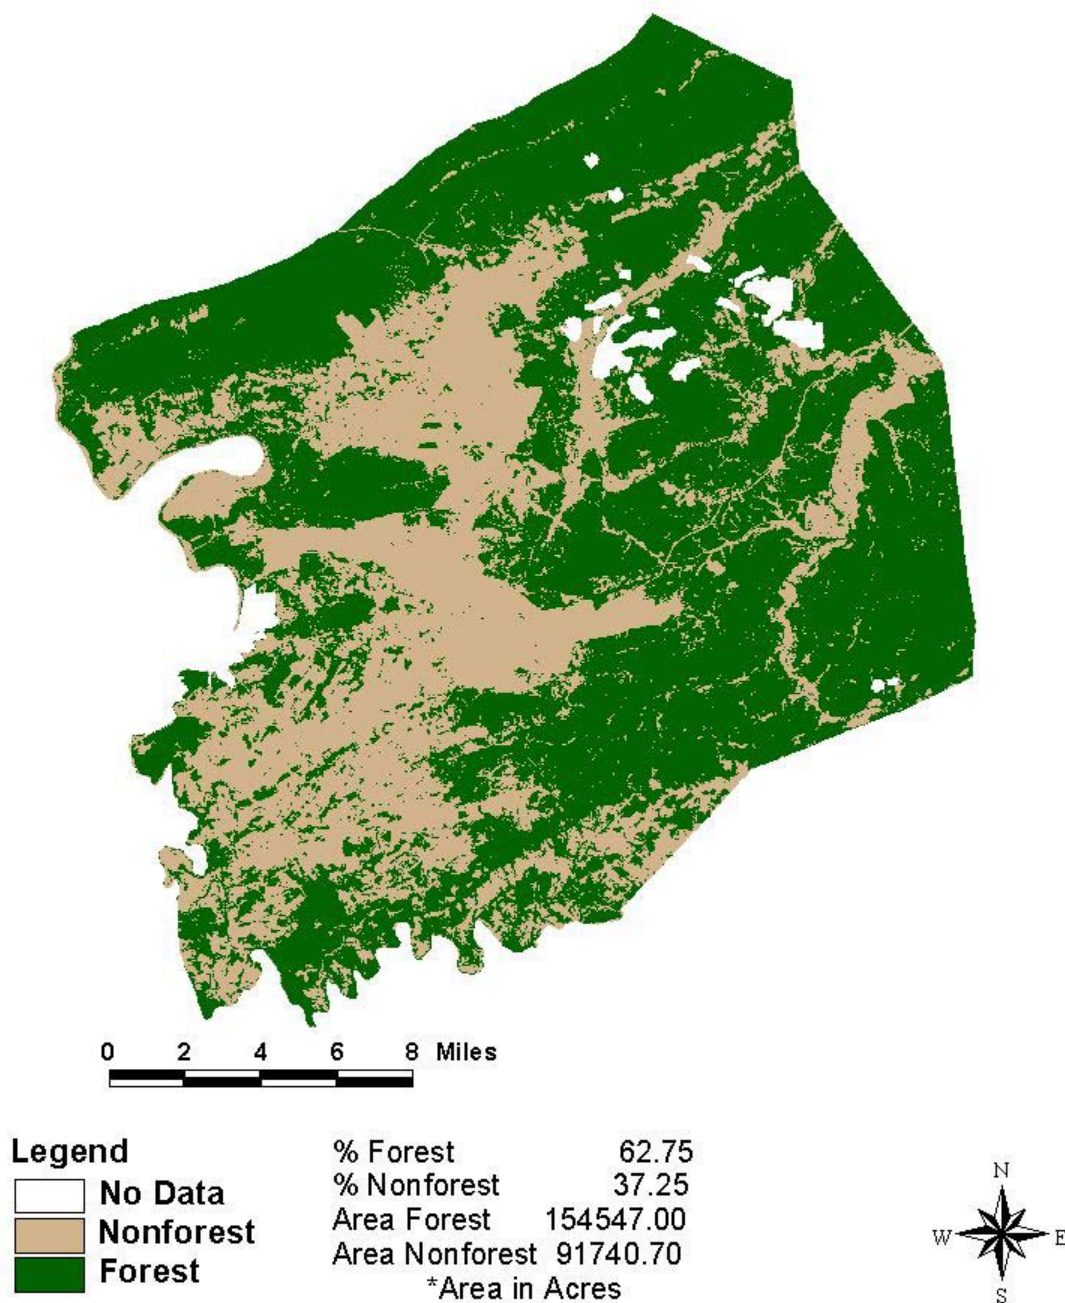 0 2 4 6 8 Miles
Legend
No Data
Nonforest
Forest
% Forest 62.75
% Nonforest 37.25
Area Forest 154547.00
Area Nonforest 91740.70
*Area in Acres
N
W E
S